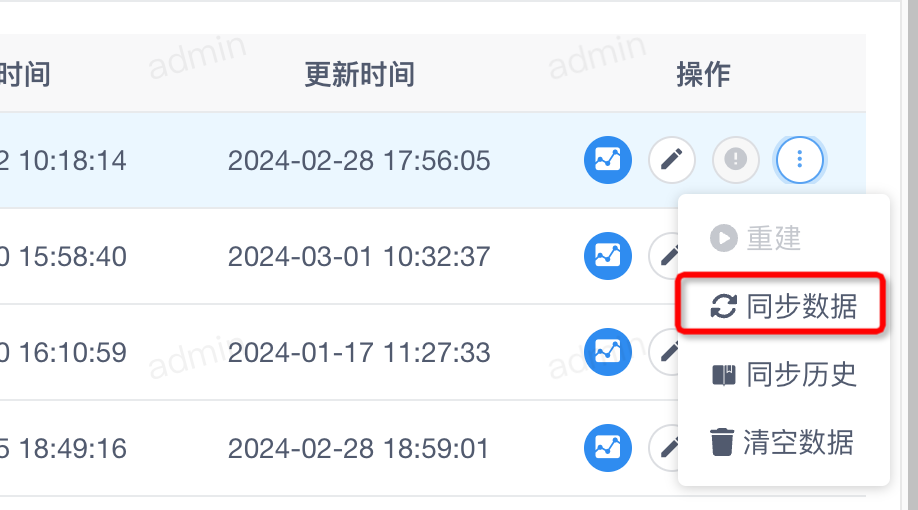 时间 更新时间 操作
admin admin
2 10:18:14 2024-02-28 17:56:05
重建
0 15:58:40 2024-03-01 10:32:37
同步数据
0 16:10:59 2024-01-17 11:27:33
admin admin
同步历史
5 18:49:16 2024-02-28 18:59:01
清空数据